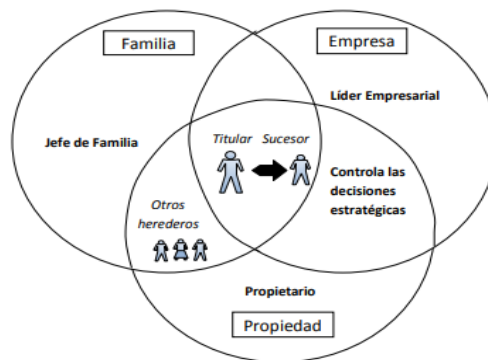 Familia
Empresa
Líder Empresarial
Jefe de Familia
Titular Sucesor
Controla las
decisiones
estratégicas
Otros
herederos
Propietario
Propiedad